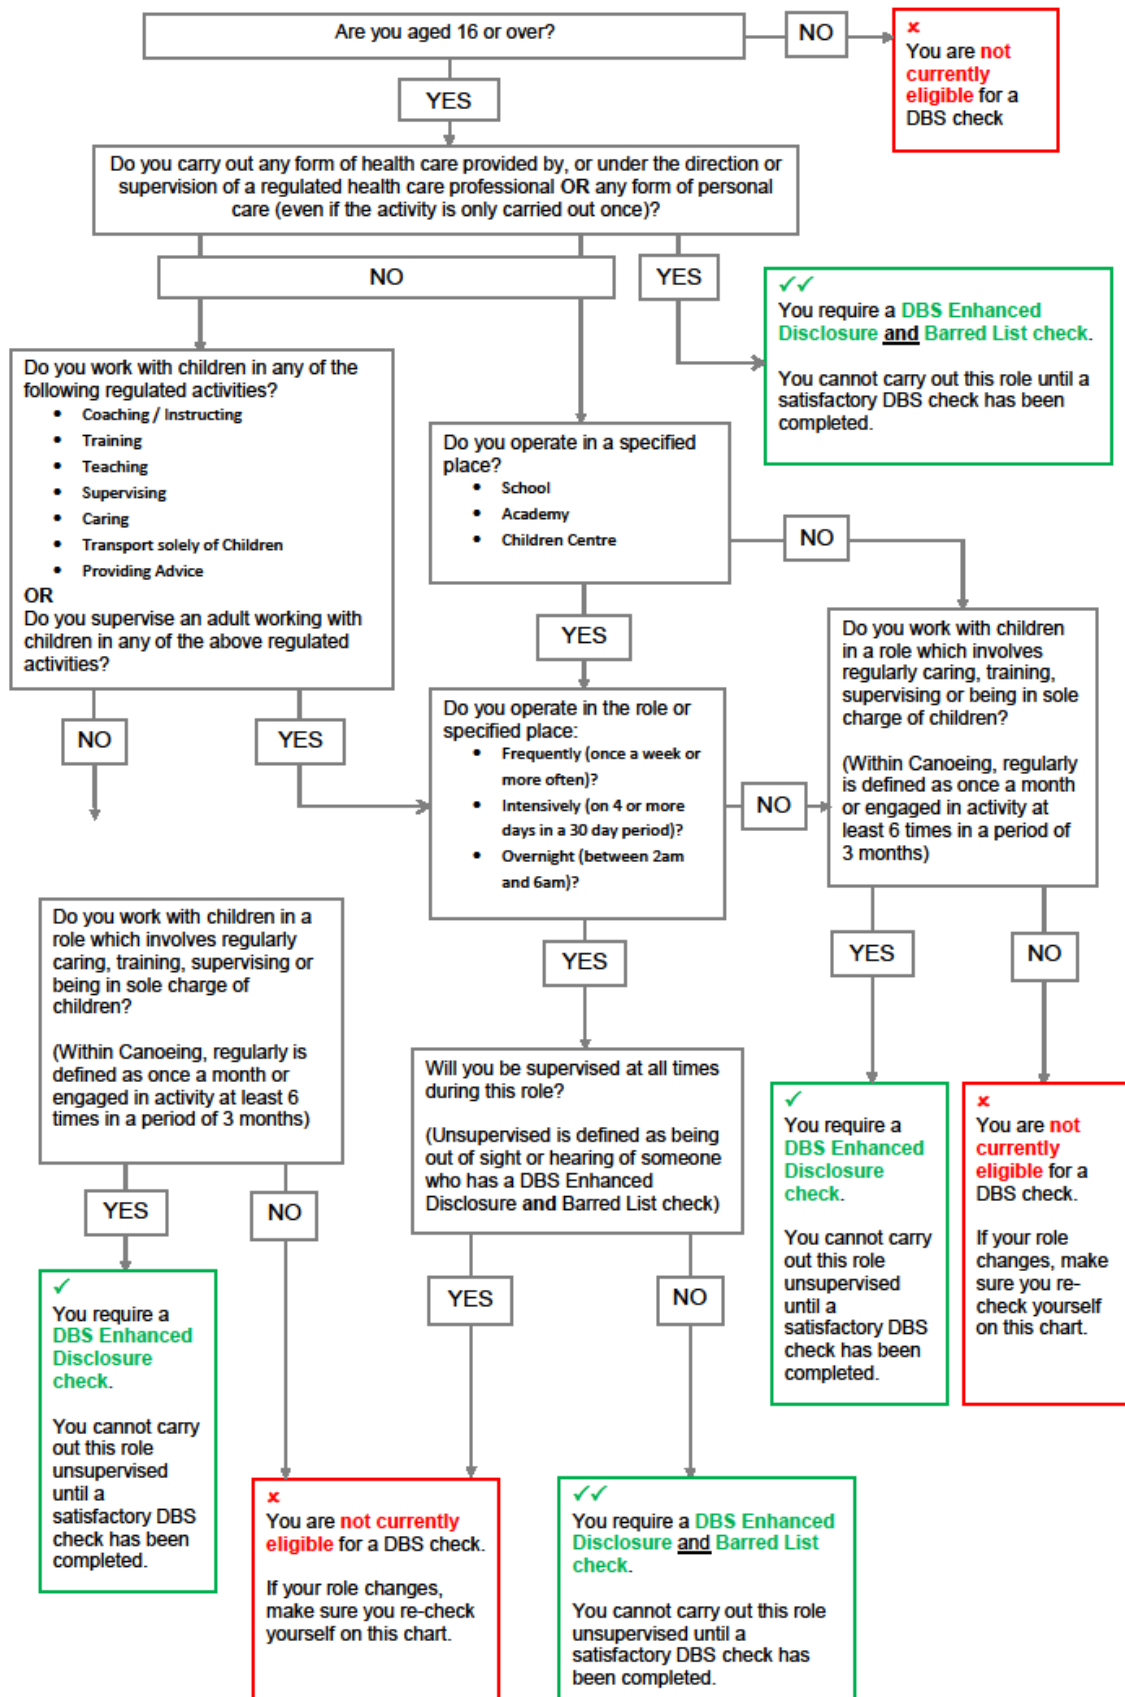 Are you aged 16 or over?
NO
✘
You are not
currently
eligible for a
DBS check
YES
Do you carry out any form of health care provided by, or under the direction or
supervision of a regulated health care professional OR any form of personal
care (even if the activity is only carried out once)?
NO
YES
✓✓
You require a DBS Enhanced
Disclosure and Barred List check.
You cannot carry out this role until a
satisfactory DBS check has been
completed.
Do you work with children in any of the
following regulated activities?
• Coaching / Instructing
• Training
• Teaching
• Supervising
• Caring
• Transport solely of Children
• Providing Advice
OR
Do you supervise an adult working with
children in any of the above regulated
activities?
Do you operate in a specified
place?
• School
• Academy
• Children Centre
NO
YES
Do you work with children
in a role which involves
regularly caring, training,
supervising or being in sole
charge of children?
(Within Canoeing, regularly
is defined as once a month
or engaged in activity at
least 6 times in a period of
3 months)
NO
YES
Do you operate in the role or
specified place:
• Frequently (once a week or
more often)?
• Intensively (on 4 or more
days in a 30 day period)?
• Overnight (between 2am
and 6am)?
NO
Do you work with children in a
role which involves regularly
caring, training, supervising or
being in sole charge of
children?
(Within Canoeing, regularly is
defined as once a month or
engaged in activity at least 6
times in a period of 3 months)
YES
YES
NO
Will you be supervised at all times
during this role?
(Unsupervised is defined as being
out of sight or hearing of someone
who has a DBS Enhanced
Disclosure and Barred List check)
✓
You require a
DBS Enhanced
Disclosure
check.
You cannot carry
out this role
unsupervised
until a
satisfactory DBS
check has been
completed.
✘
You are not
currently
eligible for a
DBS check.
If your role
changes, make
sure you re-
check yourself
on this chart.
YES
NO
YES
NO
✓
You require a
DBS Enhanced
Disclosure
check.
You cannot carry
out this role
unsupervised
until a
satisfactory DBS
check has been
completed.
✘
You are not currently
eligible for a DBS check.
If your role changes,
make sure you re-check
yourself on this chart.
✓✓
You require a DBS Enhanced
Disclosure and Barred List
check.
You cannot carry out this role
unsupervised until a
satisfactory DBS check has
been completed.